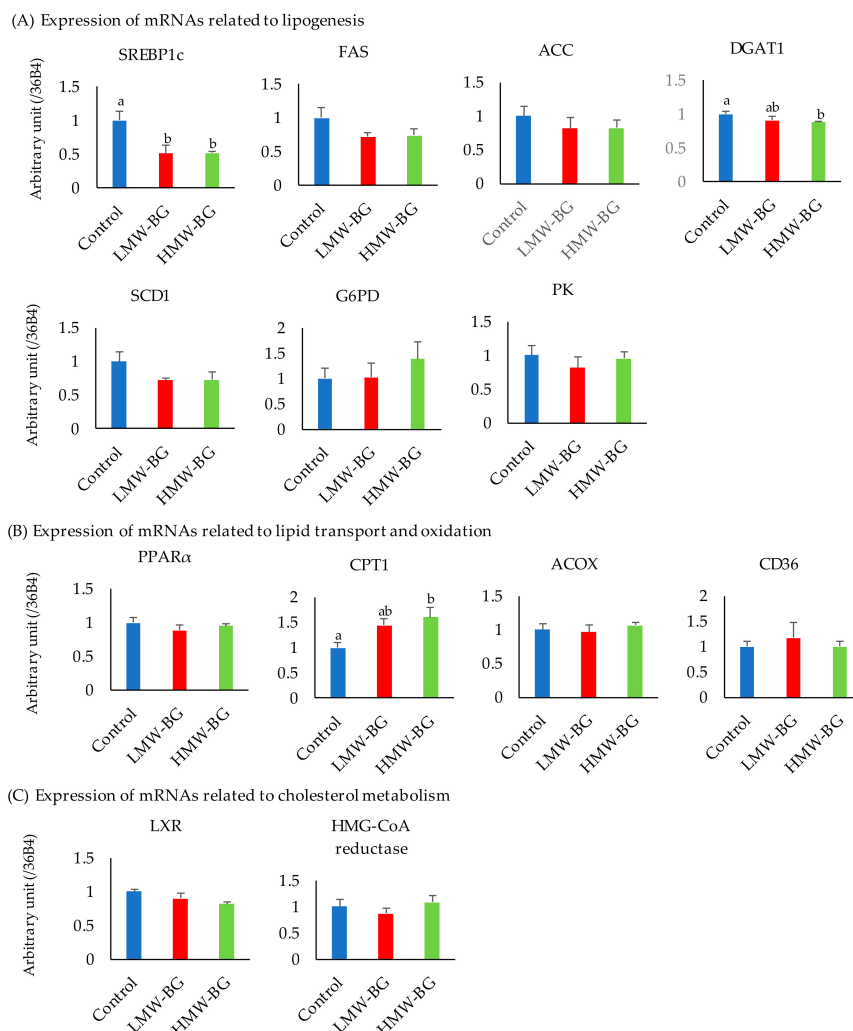 (A) Expression of mRNAs related to lipogenesis
SREBP1c
Arbitrary unit (/36B4)
1.5
1
0.5
0
a
b
b
Control
LMW-BG
HMW-BG
FAS
1.5
1
0.5
0
Control
LMW-BG
HMW-BG
ACC
1.5
1
0.5
0
Control
LMW-BG
HMW-BG
DGAT1
1.5
1
0.5
0
a
ab
b
Control
LMW-BG
HMW-BG
SCD1
Arbitrary unit (/36B4)
1.5
1
0.5
0
Control
LMW-BG
HMW-BG
G6PD
2
1.5
1
0.5
0
Control
LMW-BG
HMW-BG
PK
1.5
1
0.5
0
Control
LMW-BG
HMW-BG
(B) Expression of mRNAs related to lipid transport and oxidation
PPARα
Arbitrary unit (/36B4)
1.5
1
0.5
0
Control
LMW-BG
HMW-BG
CPT1
2
1.5
1
0.5
0
a
ab
b
Control
LMW-BG
HMW-BG
ACOX
1.5
1
0.5
0
Control
LMW-BG
HMW-BG
CD36
2
1.5
1
0.5
0
Control
LMW-BG
HMW-BG
(C) Expression of mRNAs related to cholesterol metabolism
LXR
Arbitrary unit (/36B4)
1.5
1
0.5
0
Control
LMW-BG
HMW-BG
HMG-CoA
reductase
1.5
1
0.5
0
Control
LMW-BG
HMW-BG